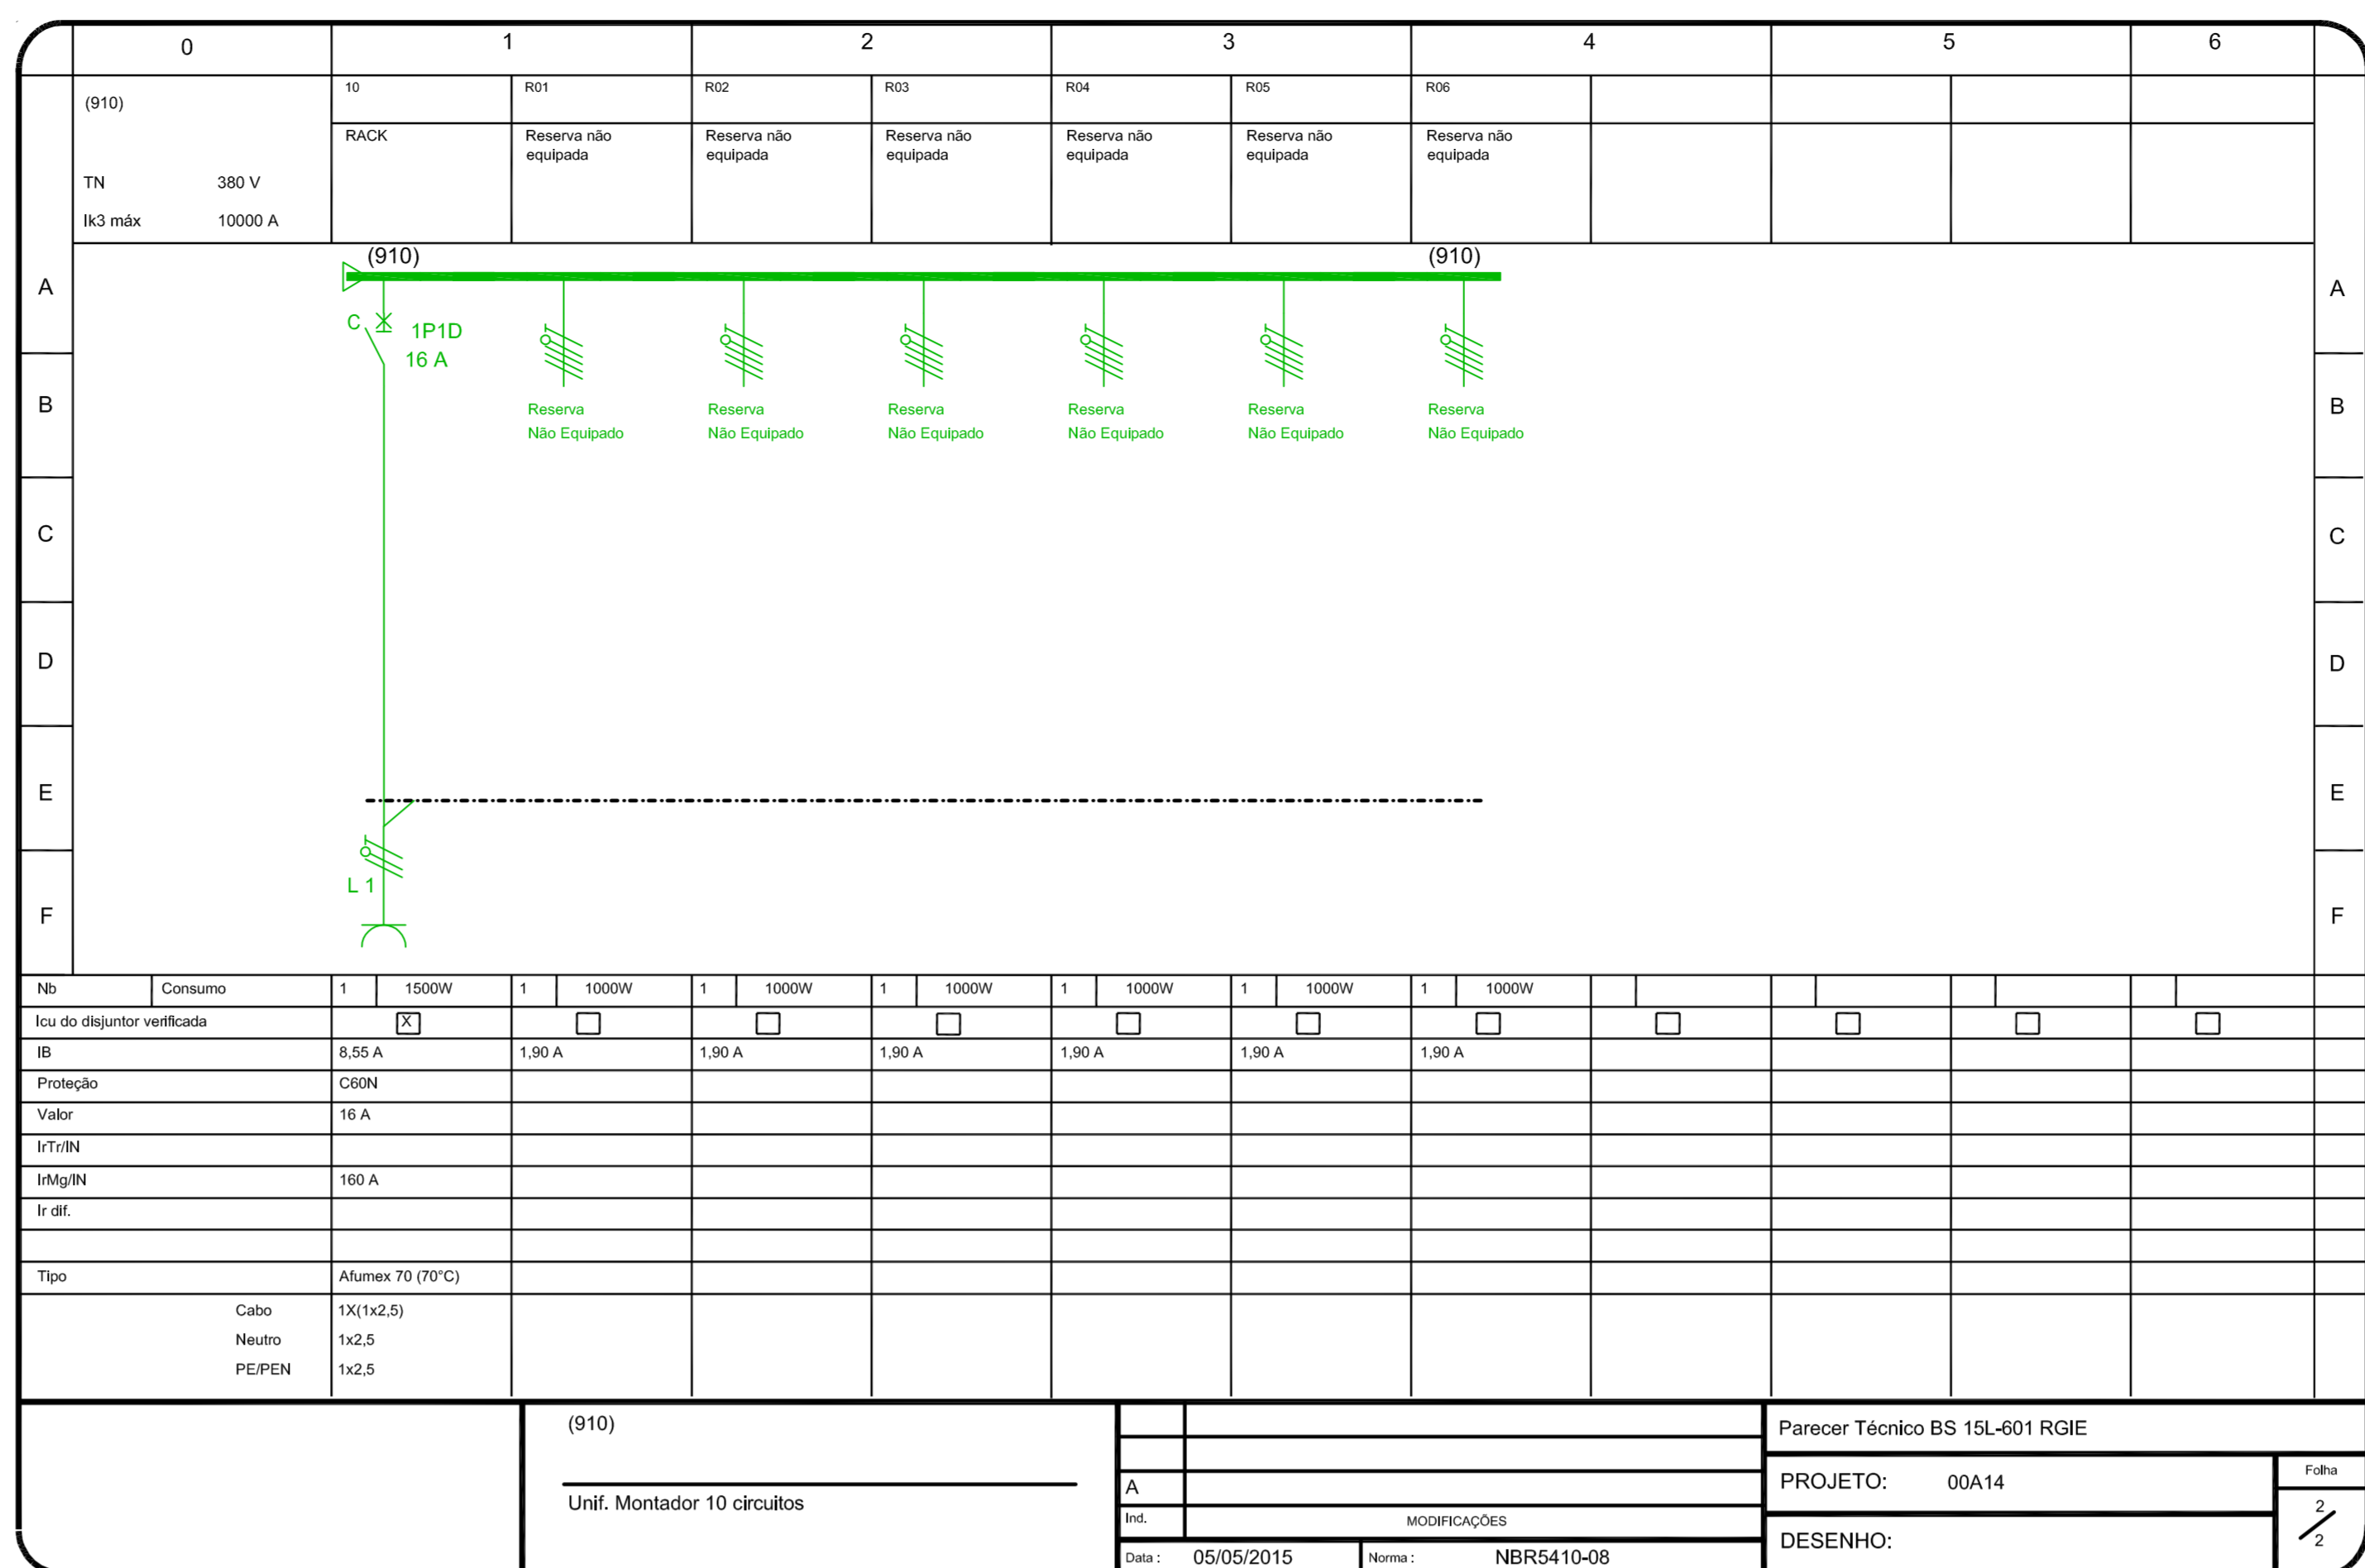 0 1 2 3 4 5 6
10 R01 R02 R03 R04 R05 R06
(910)
RACK Reserva não Reserva não Reserva não Reserva não Reserva não Reserva não
equipada equipada equipada equipada equipada equipada
TN 380 V
Ik3 máx 10000 A
(910) (910)
A A
C 1P1D
16 A
B B
Reserva Reserva Reserva Reserva Reserva Reserva
Não Equipado Não Equipado Não Equipado Não Equipado Não Equipado Não Equipado
C C
D D
E E
L 1
F F
Nb Consumo 1 1500W 1 1000W 1 1000W 1 1000W 1 1000W 1 1000W 1 1000W
Icu do disjuntor verificada X
IB 8,55 A 1,90 A 1,90 A 1,90 A 1,90 A 1,90 A 1,90 A
Proteção C60N
Valor 16 A
IrTr/IN
IrMg/IN 160 A
Ir dif.
Tipo Afumex 70 (70°C)
Cabo 1X(1x2,5)
Neutro 1x2,5
PE/PEN 1x2,5
(910)
Unif. Montador 10 circuitos
A
Ind. MODIFICAÇÕES
Data : 05/05/2015 Norma : NBR5410-08
Parecer Técnico BS 15L-601 RGIE
PROJETO: 00A14
DESENHO:
Folha
2
2